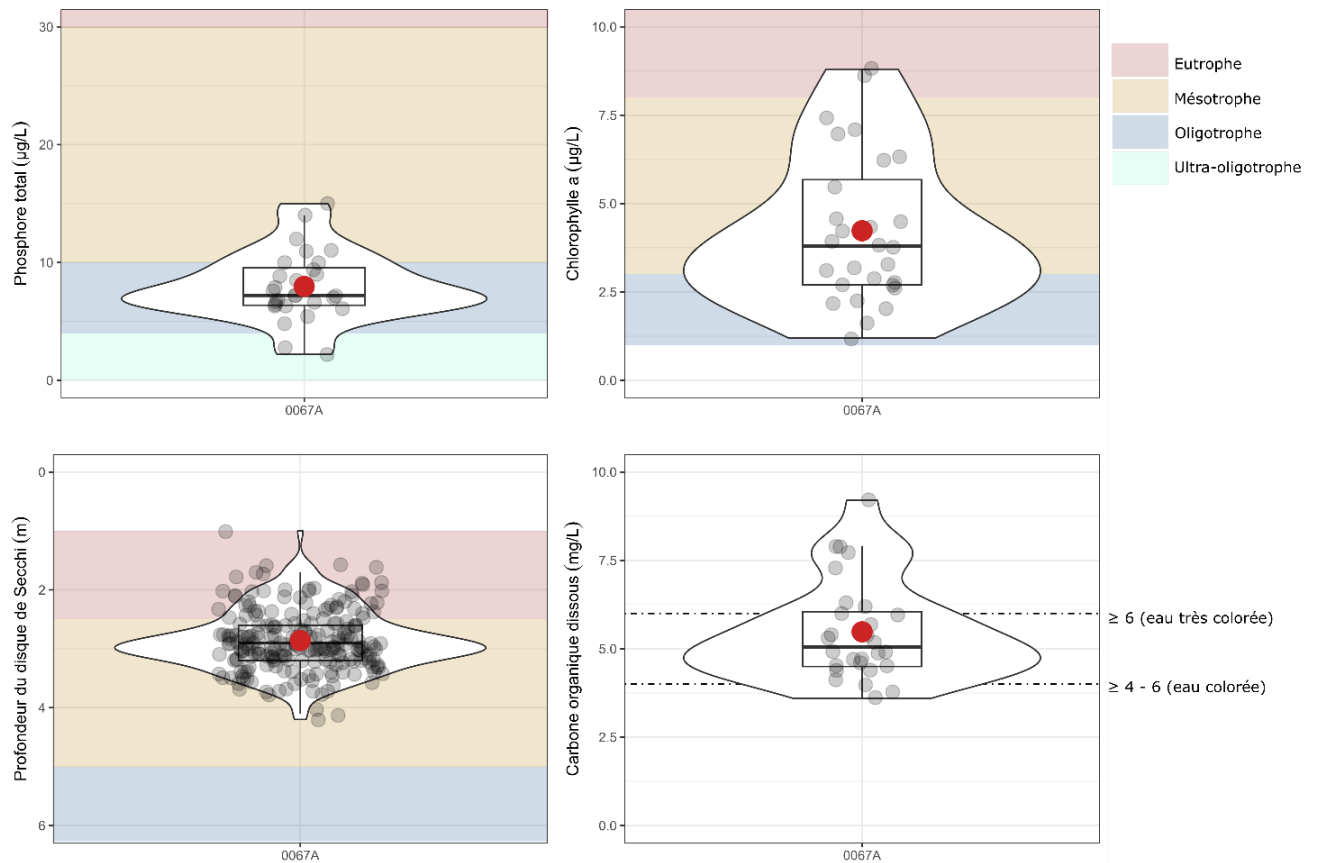 Phosphore total (µg/L)
30
20
10
0
0067A
Chlorophylle a (µg/L)
10.0
7.5
5.0
2.5
0.0
0067A
Eutrophe
Mésotrophe
Oligotrophe
Ultra-oligotrophe
Profondeur du disque de Secchi (m)
0
2
4
6
0067A
Carbone organique dissous (mg/L)
10.0
7.5
5.0
2.5
0.0
0067A
≥ 6 (eau très colorée)
≥ 4 - 6 (eau colorée)